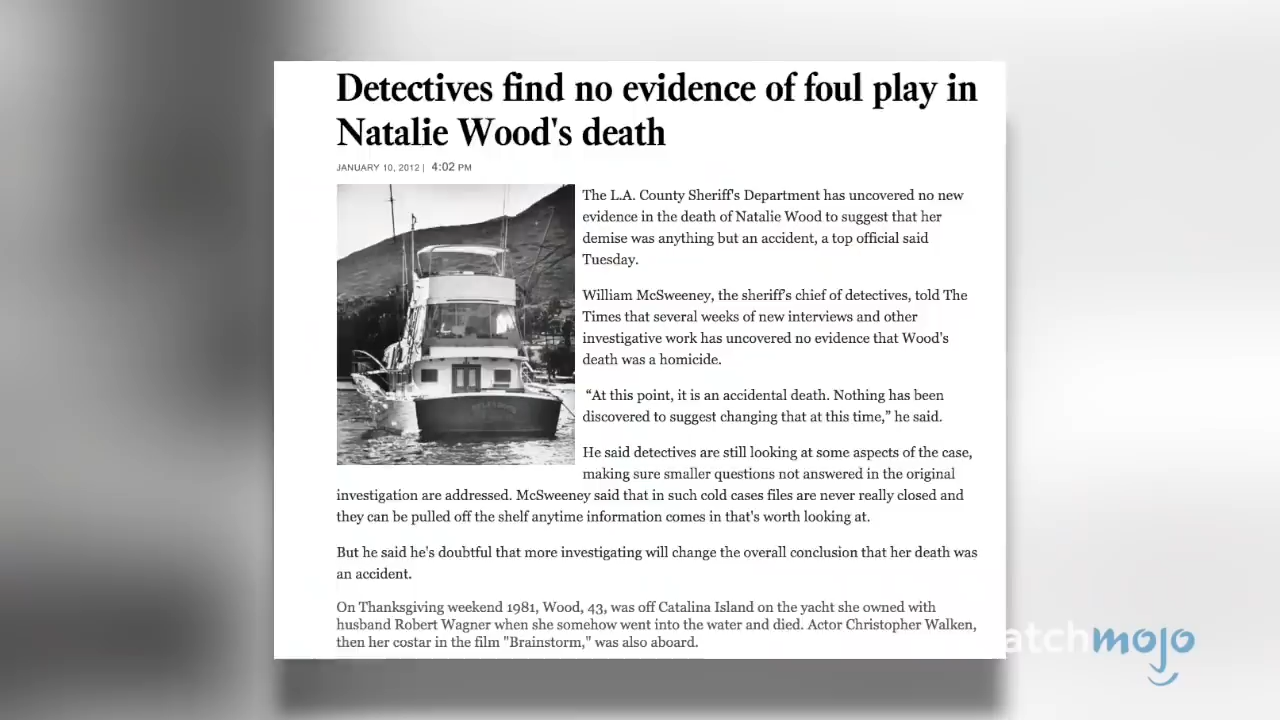 Detectives find no evidence of foul play in
Natalie Wood's death
JANUARY 10, 2012 | 4:02 PM
The L.A. County Sheriff's Department has uncovered no new
evidence in the death of Natalie Wood to suggest that her
demise was anything but an accident, a top official said
Tuesday.
William McSweeney, the sheriff's chief of detectives, told The
Times that several weeks of new interviews and other
investigative work has uncovered no evidence that Wood's
death was a homicide.
“At this point, it is an accidental death. Nothing has been
discovered to suggest changing that at this time,” he said.
He said detectives are still looking at some aspects of the case,
making sure smaller questions not answered in the original
investigation are addressed. McSweeney said that in such cold cases files are never really closed and
they can be pulled off the shelf anytime information comes in that's worth looking at.
But he said he's doubtful that more investigating will change the overall conclusion that her death was
an accident.
On Thanksgiving weekend 1981, Wood, 43, was off Catalina Island on the yacht she owned with
husband Robert Wagner when she somehow went into the water and died. Actor Christopher Walken,
then her costar in the film "Brainstorm," was also aboard.
atchmojo